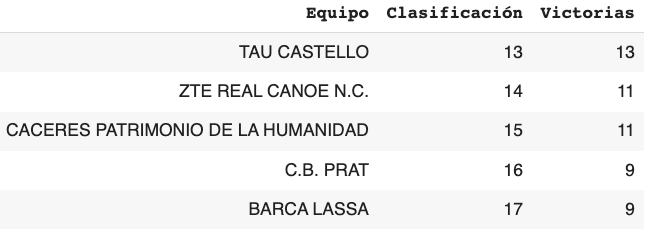 Equipo Clasificación Victorias
TAU CASTELLO 13 13
ZTE REAL CANOE N.C. 14 11
CACERES PATRIMONIO DE LA HUMANIDAD 15 11
C.B. PRAT 16 9
BARCA LASSA 17 9